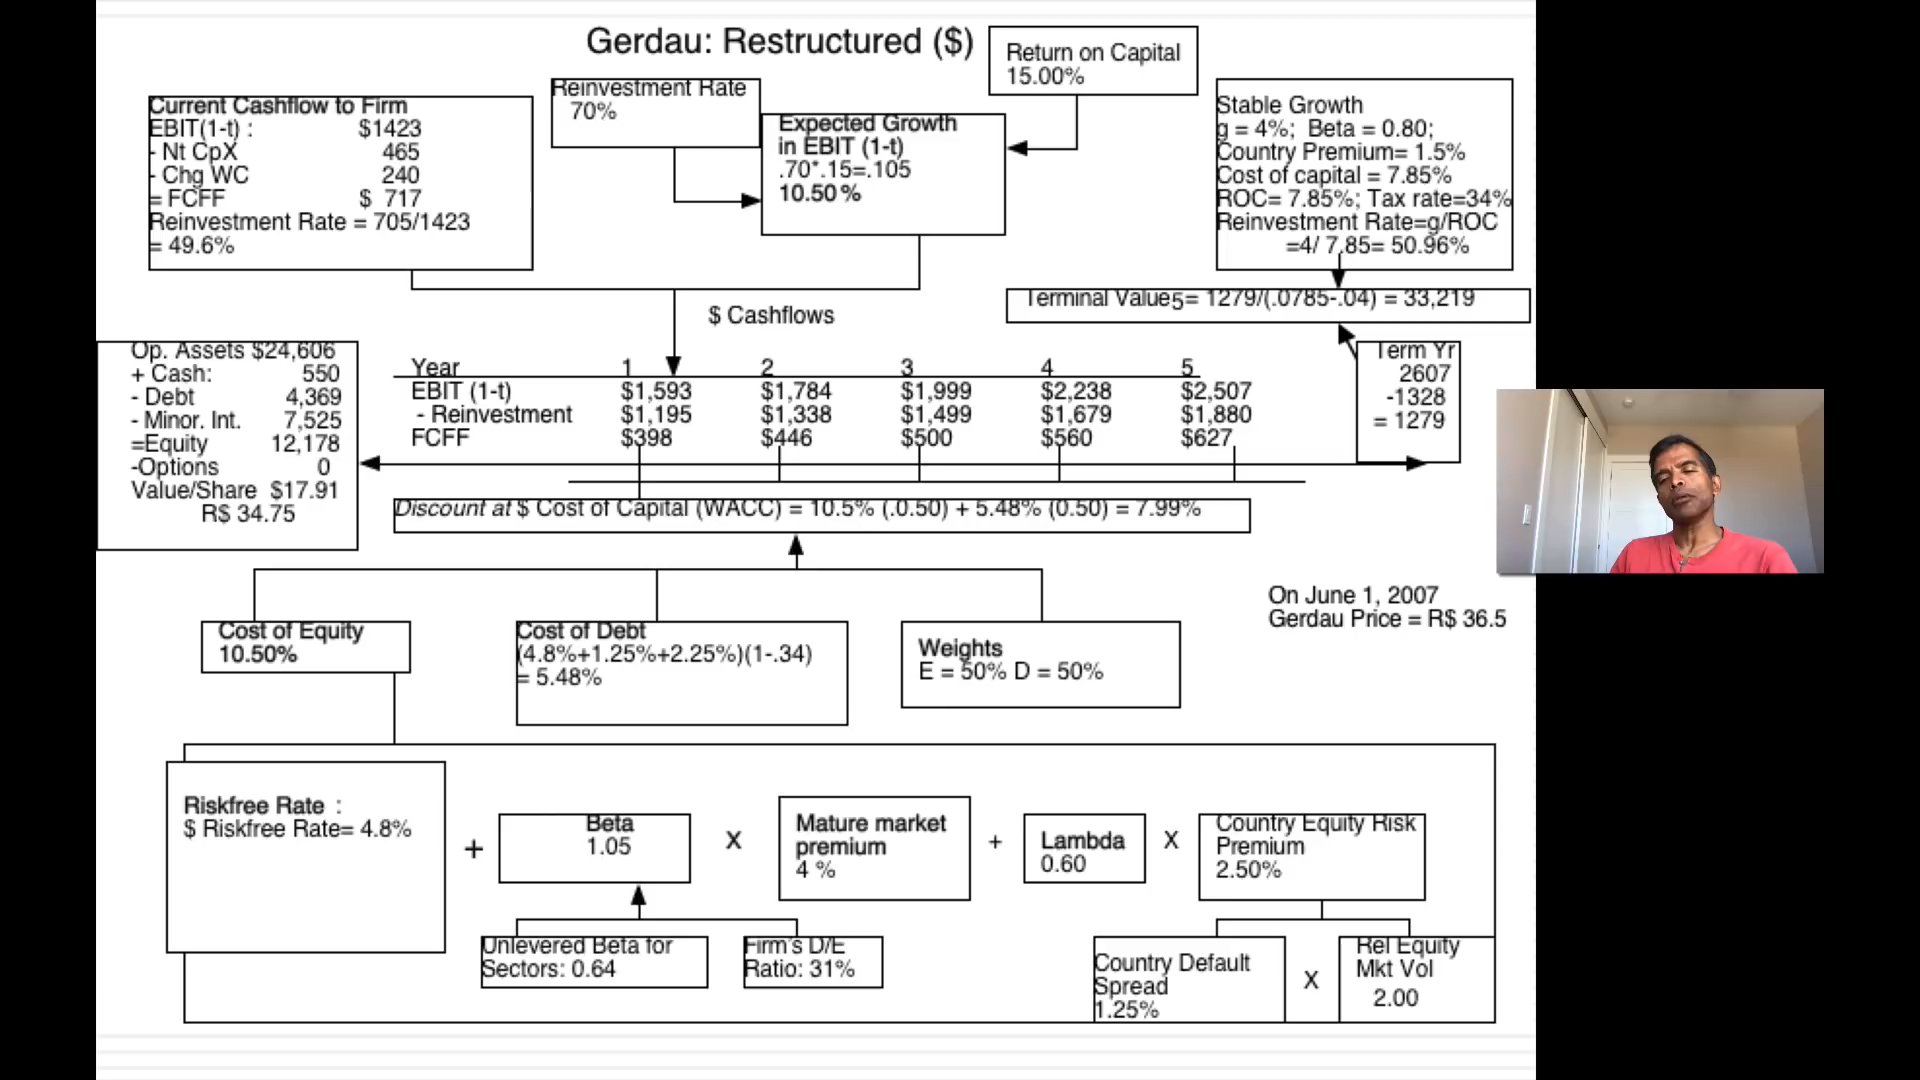 Gerdau: Restructured ($)
Return on Capital
15.00%
Reinvestment Rate
70%
Current Cashflow to Firm
EBIT(1-t) : $1423
- Nt CpX 465
- Chg WC 240
= FCFF $ 717
Reinvestment Rate = 705/1423
= 49.6%
Expected Growth
in EBIT (1-t)
.70*.15=.105
10.50 %
Stable Growth
g = 4%; Beta = 0.80;
Country Premium= 1.5%
Cost of capital = 7.85%
ROC= 7.85%; Tax rate=34%
Reinvestment Rate=g/ROC
=4/ 7.85= 50.96%
Terminal Value5= 1279/(.0785-.04) = 33,219
$ Cashflows
Op. Assets $24,606
+ Cash: 550
- Debt 4,369
- Minor. Int. 7,525
=Equity 12,178
-Options 0
Value/Share $17.91
R$ 34.75
Year 1 2 3 4 5
EBIT (1-t) $1,593 $1,784 $1,999 $2,238 $2,507
- Reinvestment $1,195 $1,338 $1,499 $1,679 $1,880
FCFF $398 $446 $500 $560 $627
Term Yr
2607
-1328
= 1279
Discount at $ Cost of Capital (WACC) = 10.5% (.0.50) + 5.48% (0.50) = 7.99%
On June 1, 2007
Gerdau Price = R$ 36.5
Cost of Equity
10.50%
Cost of Debt
(4.8%+1.25%+2.25%)(1-.34)
= 5.48%
Weights
E = 50% D = 50%
Riskfree Rate :
$ Riskfree Rate= 4.8%
+
Beta
1.05
X
Mature market
premium
4 %
+
Lambda
0.60
X
Country Equity Risk
Premium
2.50%
Unlevered Beta for
Sectors: 0.64
Firm's D/E
Ratio: 31%
Country Default
Spread
1.25%
X
Rel Equity
Mkt Vol
2.00